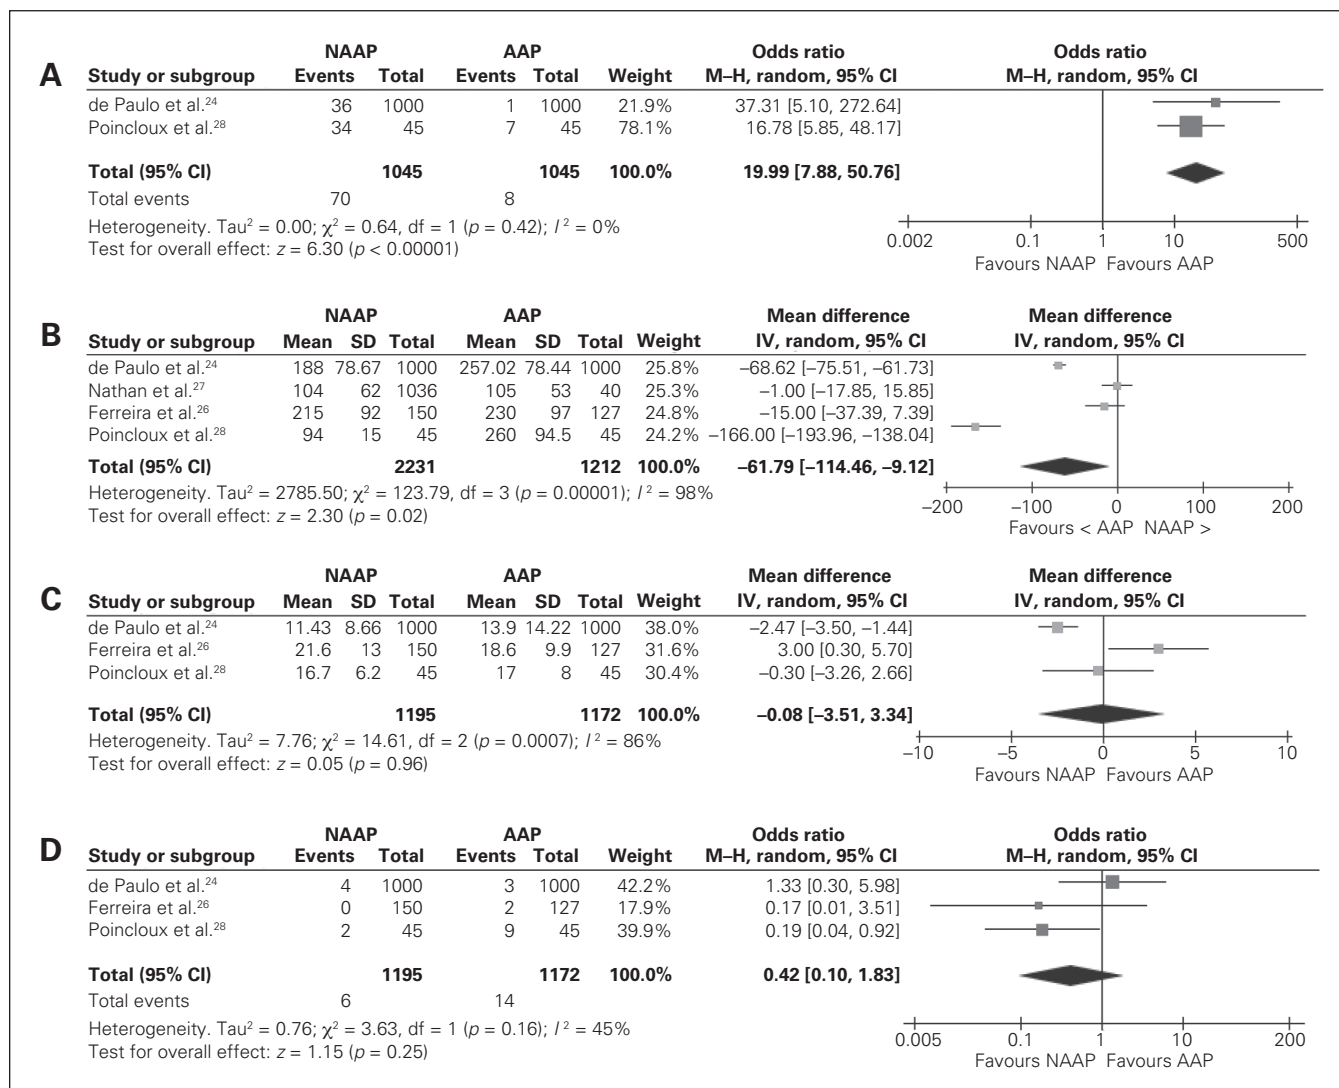 A
NAAP AAP Odds ratio Odds ratio
Study or subgroup Events Total Events Total Weight M–H, random, 95% CI M–H, random, 95% CI
de Paulo et al.24 36 1000 1 1000 21.9% 37.31 [5.10, 272.64]
Poincloux et al.28 34 45 7 45 78.1% 16.78 [5.85, 48.17]
Total (95% CI) 1045 1045 100.0% 19.99 [7.88, 50.76]
Total events 70 8
Heterogeneity. Tau² = 0.00; χ² = 0.64, df = 1 (p = 0.42); I² = 0%
Test for overall effect: z = 6.30 (p < 0.00001)
0.002 0.1 1 10 500
Favours NAAP Favours AAP
B
NAAP AAP Mean difference Mean difference
Study or subgroup Mean SD Total Mean SD Total Weight IV, random, 95% CI IV, random, 95% CI
de Paulo et al.24 188 78.67 1000 257.02 78.44 1000 25.8% –68.62 [–75.51, –61.73]
Nathan et al.27 104 62 1036 105 53 40 25.3% –1.00 [–17.85, 15.85]
Ferreira et al.26 215 92 150 230 97 127 24.8% –15.00 [–37.39, 7.39]
Poincloux et al.28 94 15 45 260 94.5 45 24.2% –166.00 [–193.96, –138.04]
Total (95% CI) 2231 1212 100.0% –61.79 [–114.46, –9.12]
Heterogeneity. Tau² = 2785.50; χ² = 123.79, df = 3 (p = 0.00001); I² = 98%
Test for overall effect: z = 2.30 (p = 0.02)
–200 –100 0 100 200
Favours < AAP NAAP >
C
NAAP AAP Mean difference Mean difference
Study or subgroup Mean SD Total Mean SD Total Weight IV, random, 95% CI IV, random, 95% CI
de Paulo et al.24 11.43 8.66 1000 13.9 14.22 1000 38.0% –2.47 [–3.50, –1.44]
Ferreira et al.26 21.6 13 150 18.6 9.9 127 31.6% 3.00 [0.30, 5.70]
Poincloux et al.28 16.7 6.2 45 17 8 45 30.4% –0.30 [–3.26, 2.66]
Total (95% CI) 1195 1172 100.0% –0.08 [–3.51, 3.34]
Heterogeneity. Tau² = 7.76; χ² = 14.61, df = 2 (p = 0.0007); I² = 86%
Test for overall effect: z = 0.05 (p = 0.96)
–10 –5 0 5 10
Favours NAAP Favours AAP
D
NAAP AAP Odds ratio Odds ratio
Study or subgroup Events Total Events Total Weight M–H, random, 95% CI M–H, random, 95% CI
de Paulo et al.24 4 1000 3 1000 42.2% 1.33 [0.30, 5.98]
Ferreira et al.26 0 150 2 127 17.9% 0.17 [0.01, 3.51]
Poincloux et al.28 2 45 9 45 39.9% 0.19 [0.04, 0.92]
Total (95% CI) 1195 1172 100.0% 0.42 [0.10, 1.83]
Total events 6 14
Heterogeneity. Tau² = 0.76; χ² = 3.63, df = 1 (p = 0.16); I² = 45%
Test for overall effect: z = 1.15 (p = 0.25)
0.005 0.1 1 10 200
Favours NAAP Favours AAP